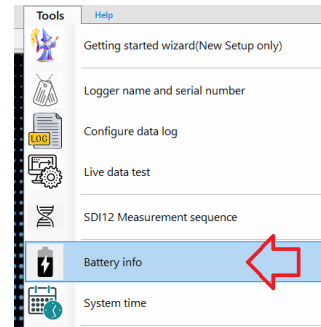 Tools Help
Getting started wizard(New Setup only)
Logger name and serial number
LOG Configure data log
Live data test
SDI12 Measurement sequence
Battery info
System time